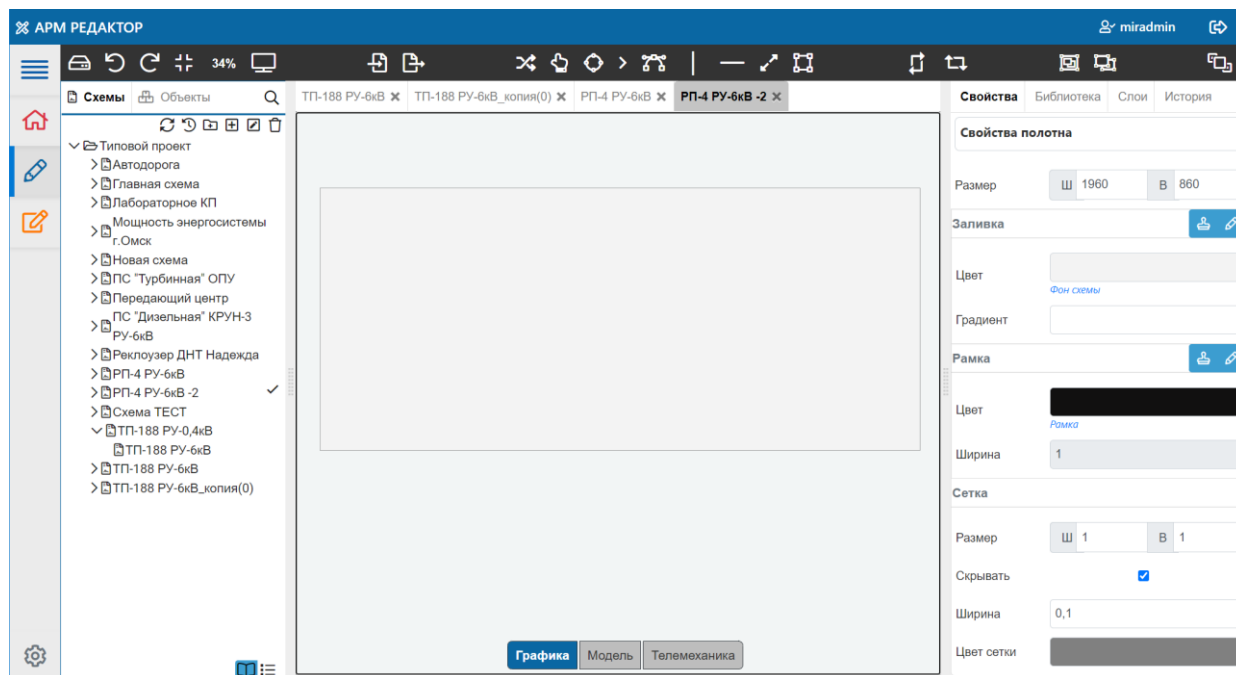 АРМ РЕДАКТОР
miradmin
34%
Схемы
Объекты
ТП-188 РУ-6кВ
ТП-188 РУ-6кВ_копия(0)
РП-4 РУ-6кВ
РП-4 РУ-6кВ -2
Свойства
Библиотека
Слои
История
Типовой проект
Автодорога
Главная схема
Лабораторное КП
Мощность энергосистемы
г.Омск
Новая схема
ПС "Турбинная" ОПУ
Передающий центр
ПС "Дизельная" КРУН-3
РУ-6кВ
Реклоузер ДНТ Надежда
РП-4 РУ-6кВ
РП-4 РУ-6кВ -2
Схема ТЕСТ
ТП-188 РУ-0,4кВ
ТП-188 РУ-6кВ
ТП-188 РУ-6кВ
ТП-188 РУ-6кВ_копия(0)
Графика
Модель
Телемеханика
Свойства полотна
Размер Ш 1960 В 860
Заливка
Цвет
Фон схемы
Градиент
Рамка
Цвет
Рамка
Ширина 1
Сетка
Размер Ш 1 В 1
Скрывать
Ширина 0,1
Цвет сетки